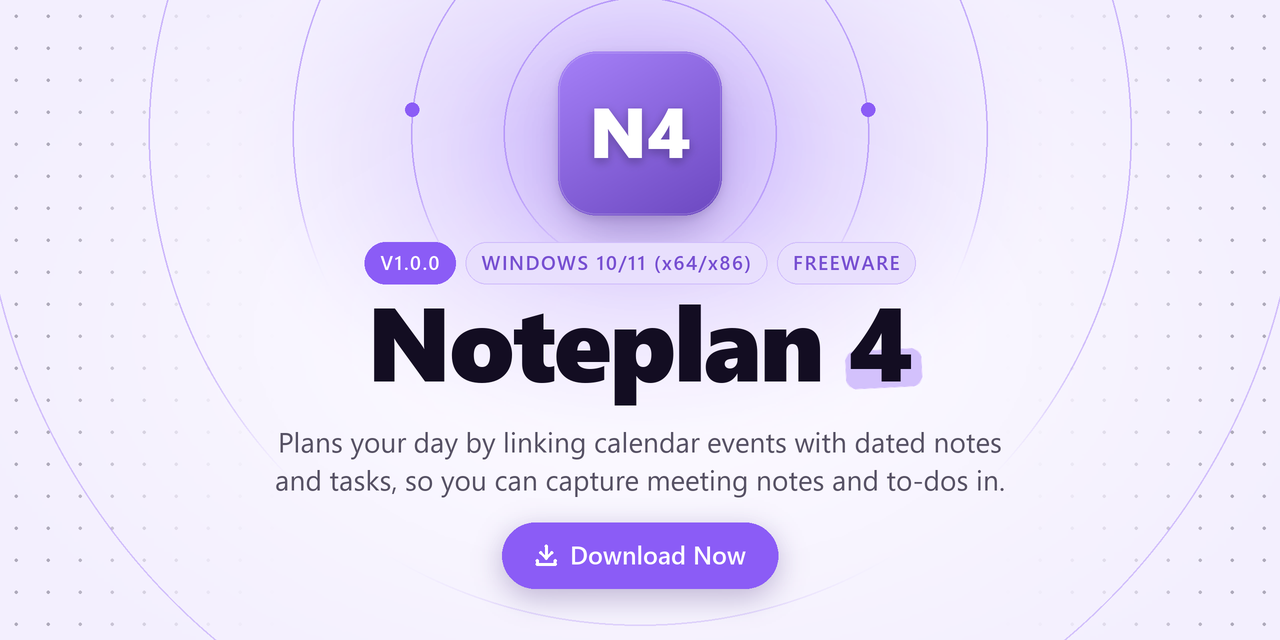 N4
V1.0.0
WINDOWS 10/11 (x64/x86)
FREEWARE
Noteplan 4
Plans your day by linking calendar events with dated notes
and tasks, so you can capture meeting notes and to-dos in.
Download Now